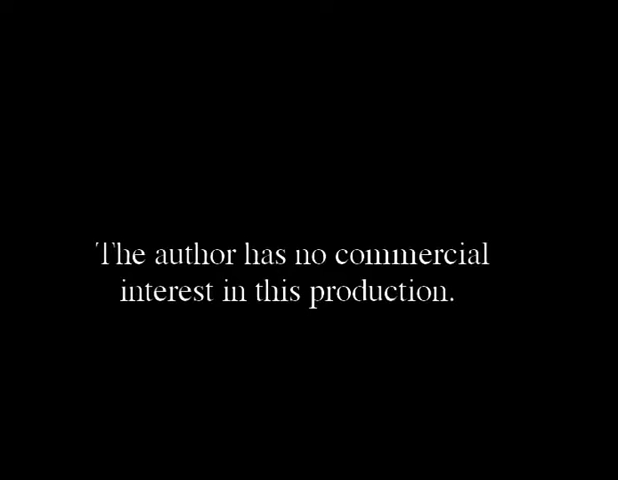 The author has no commercial
interest in this production.